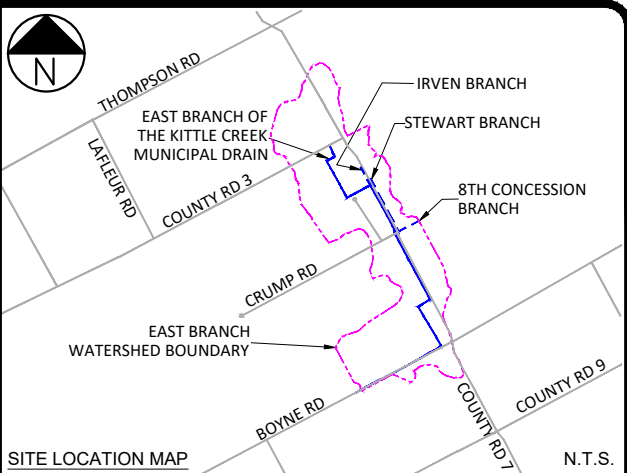 N
THOMPSON RD
LAFLEUR RD
COUNTY RD 3
EAST BRANCH OF
THE KITTLE CREEK
MUNICIPAL DRAIN
IRVEN BRANCH
STEWART BRANCH
8TH CONCESSION
BRANCH
CRUMP RD
EAST BRANCH
WATERSHED BOUNDARY
BOYNE RD
COUNTY RD 9
COUNTY RD 7
SITE LOCATION MAP
N.T.S.